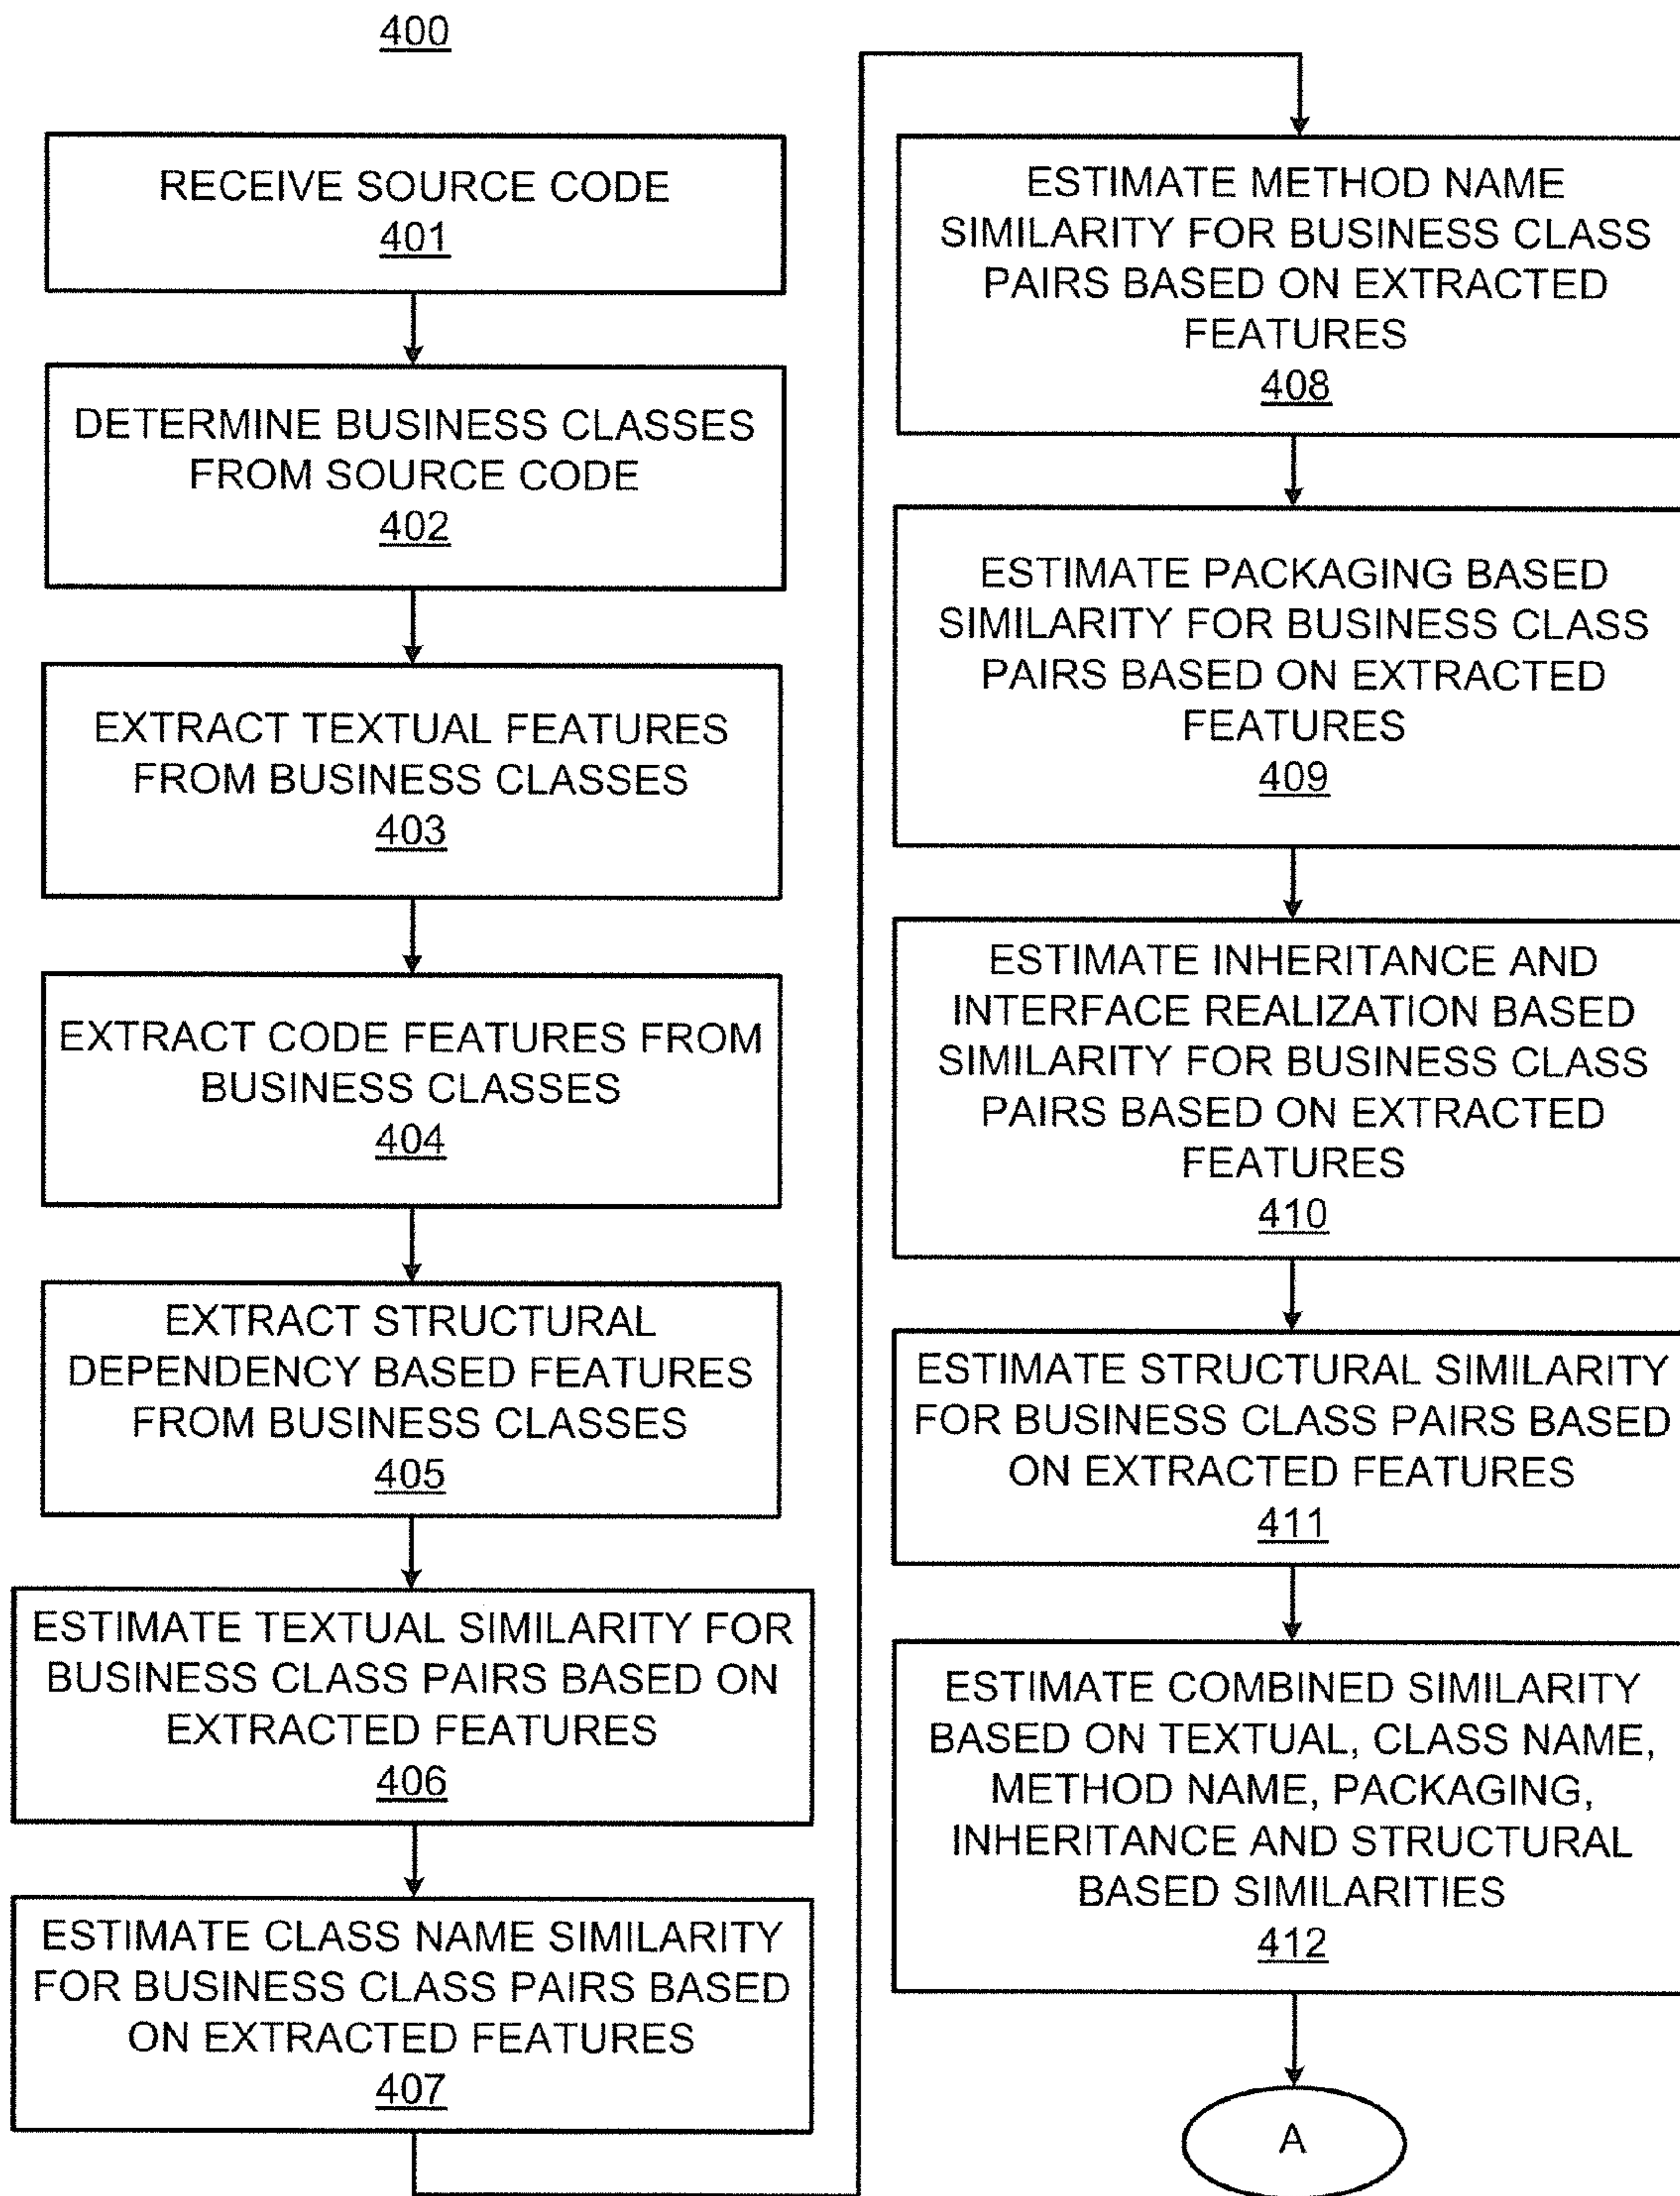 400
RECEIVE SOURCE CODE
401
DETERMINE BUSINESS CLASSES
FROM SOURCE CODE
402
EXTRACT TEXTUAL FEATURES
FROM BUSINESS CLASSES
403
EXTRACT CODE FEATURES FROM
BUSINESS CLASSES
404
EXTRACT STRUCTURAL
DEPENDENCY BASED FEATURES
FROM BUSINESS CLASSES
405
ESTIMATE TEXTUAL SIMILARITY FOR
BUSINESS CLASS PAIRS BASED ON
EXTRACTED FEATURES
406
ESTIMATE CLASS NAME SIMILARITY
FOR BUSINESS CLASS PAIRS BASED
ON EXTRACTED FEATURES
407
ESTIMATE METHOD NAME
SIMILARITY FOR BUSINESS CLASS
PAIRS BASED ON EXTRACTED
FEATURES
408
ESTIMATE PACKAGING BASED
SIMILARITY FOR BUSINESS CLASS
PAIRS BASED ON EXTRACTED
FEATURES
409
ESTIMATE INHERITANCE AND
INTERFACE REALIZATION BASED
SIMILARITY FOR BUSINESS CLASS
PAIRS BASED ON EXTRACTED
FEATURES
410
ESTIMATE STRUCTURAL SIMILARITY
FOR BUSINESS CLASS PAIRS BASED
ON EXTRACTED FEATURES
411
ESTIMATE COMBINED SIMILARITY
BASED ON TEXTUAL, CLASS NAME,
METHOD NAME, PACKAGING,
INHERITANCE AND STRUCTURAL
BASED SIMILARITIES
412
A